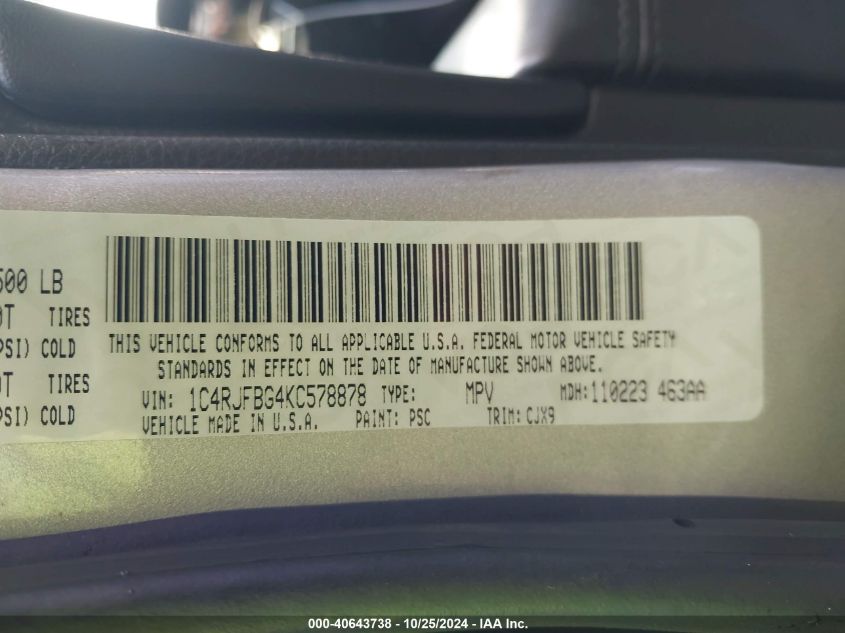 500 LB
TIRES
PSI) COLD
TIRES
PSI) COLD
THIS VEHICLE CONFORMS TO ALL APPLICABLE U.S.A. FEDERAL MOTOR VEHICLE SAFETY
STANDARDS IN EFFECT ON THE DATE OF MANUFACTURE SHOWN ABOVE.
VIN: 1C4RJFBG4KC578878 TYPE: MPV MDH: 110223 463AA
VEHICLE MADE IN U.S.A. PAINT: PSC TRIM: CJX9
000-40643738 - 10/25/2024 - IAA Inc.